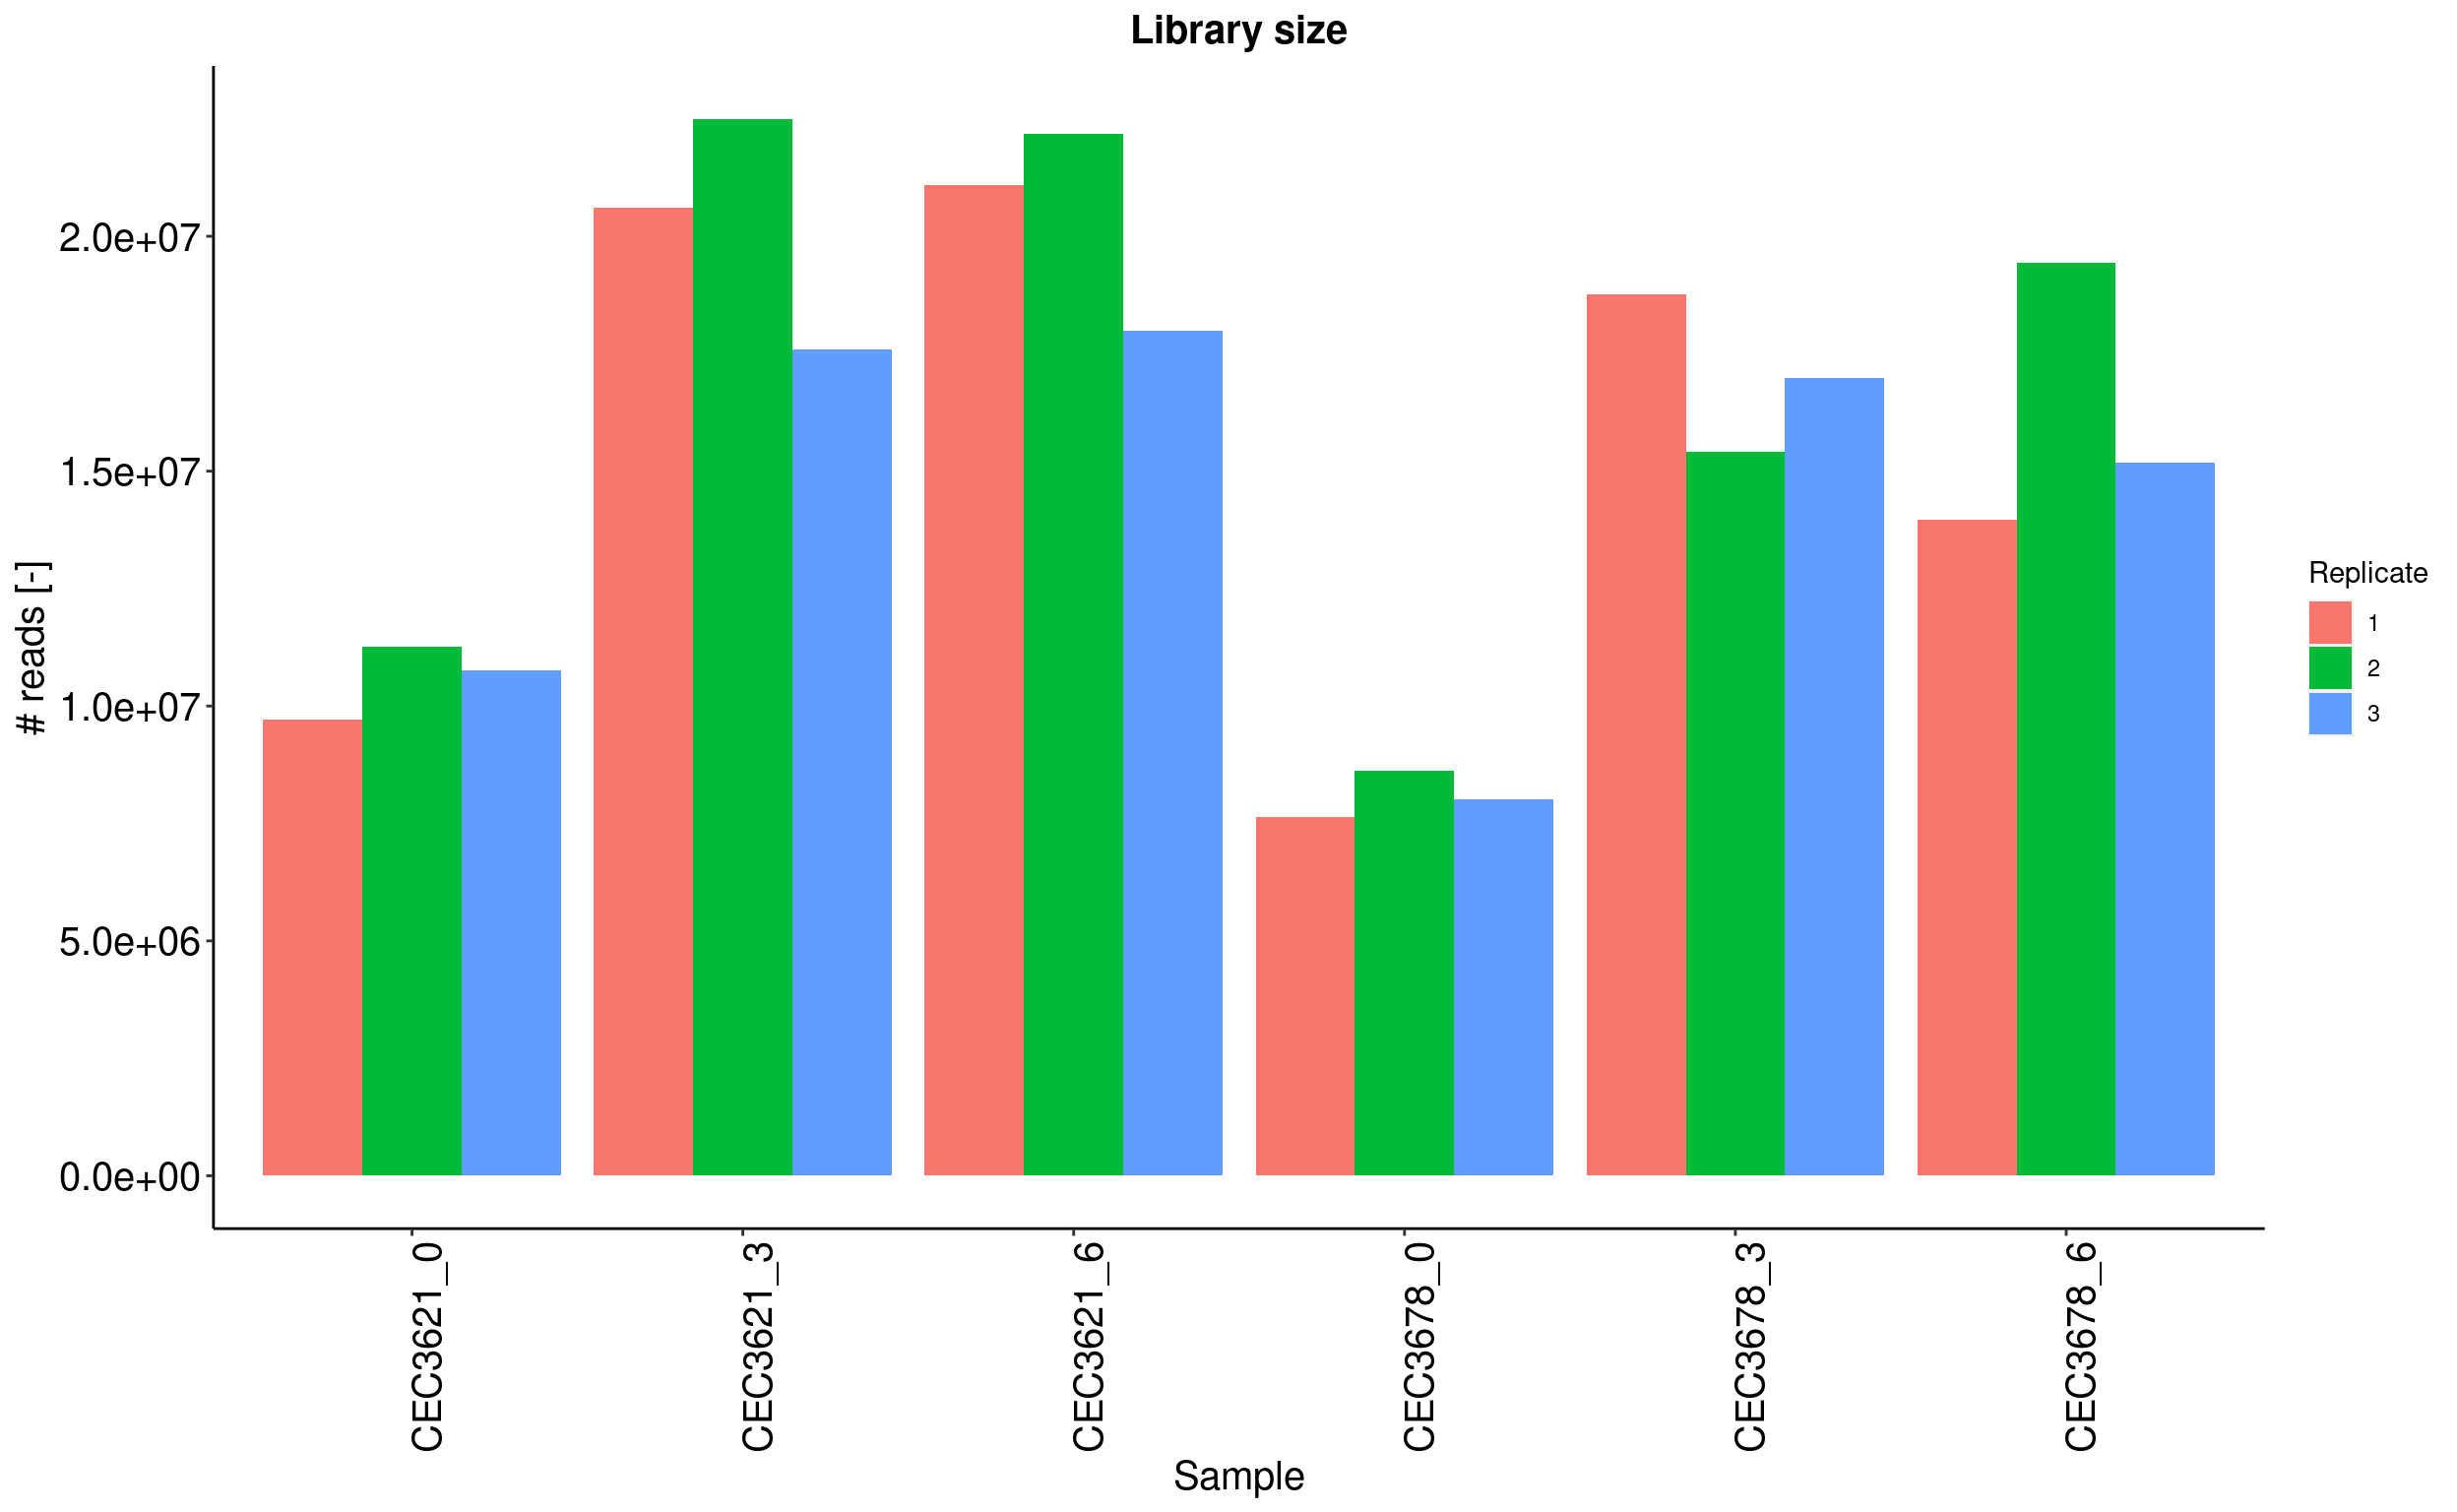 Library size
# reads [-]
2.0e+07
1.5e+07
1.0e+07
5.0e+06
0.0e+00
CEC3621_0
CEC3621_3
CEC3621_6
CEC3678_0
CEC3678_3
CEC3678_6
Sample
Replicate
1
2
3